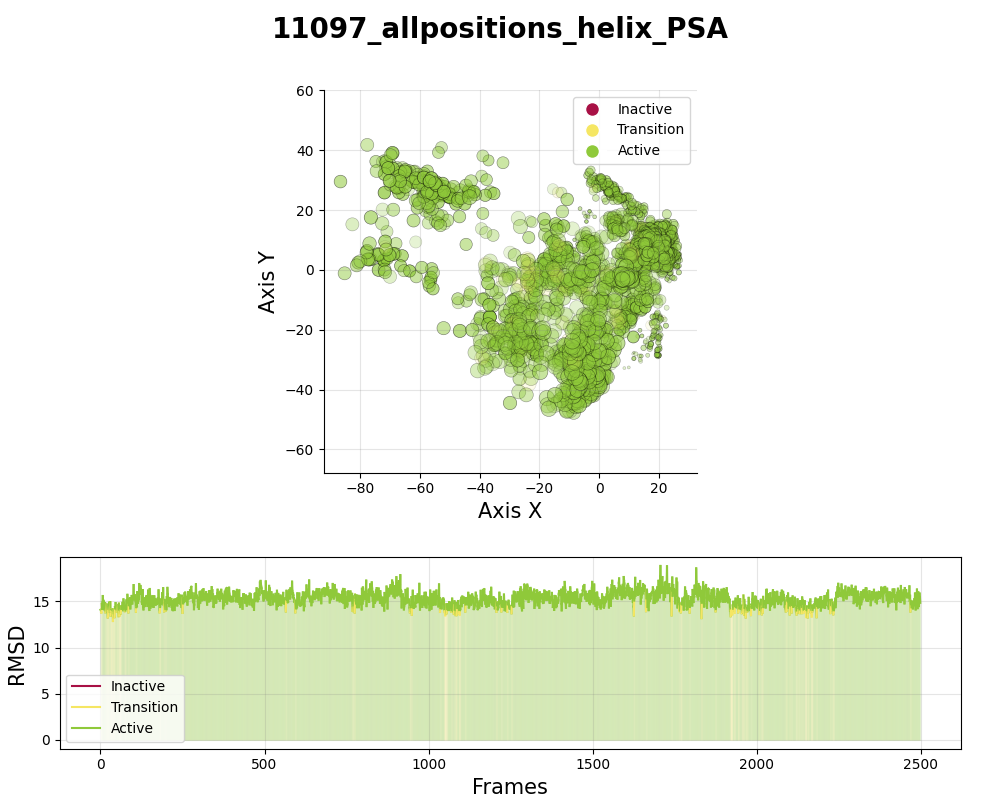 11097_allpositions_helix_PSA
60
40
20
0
−20
−40
−60
Axis Y
Inactive
Transition
Active
−80
−60
−40
−20
0
20
Axis X
15
10
5
0
RMSD
Inactive
Transition
Active
0
500
1000
1500
2000
2500
Frames